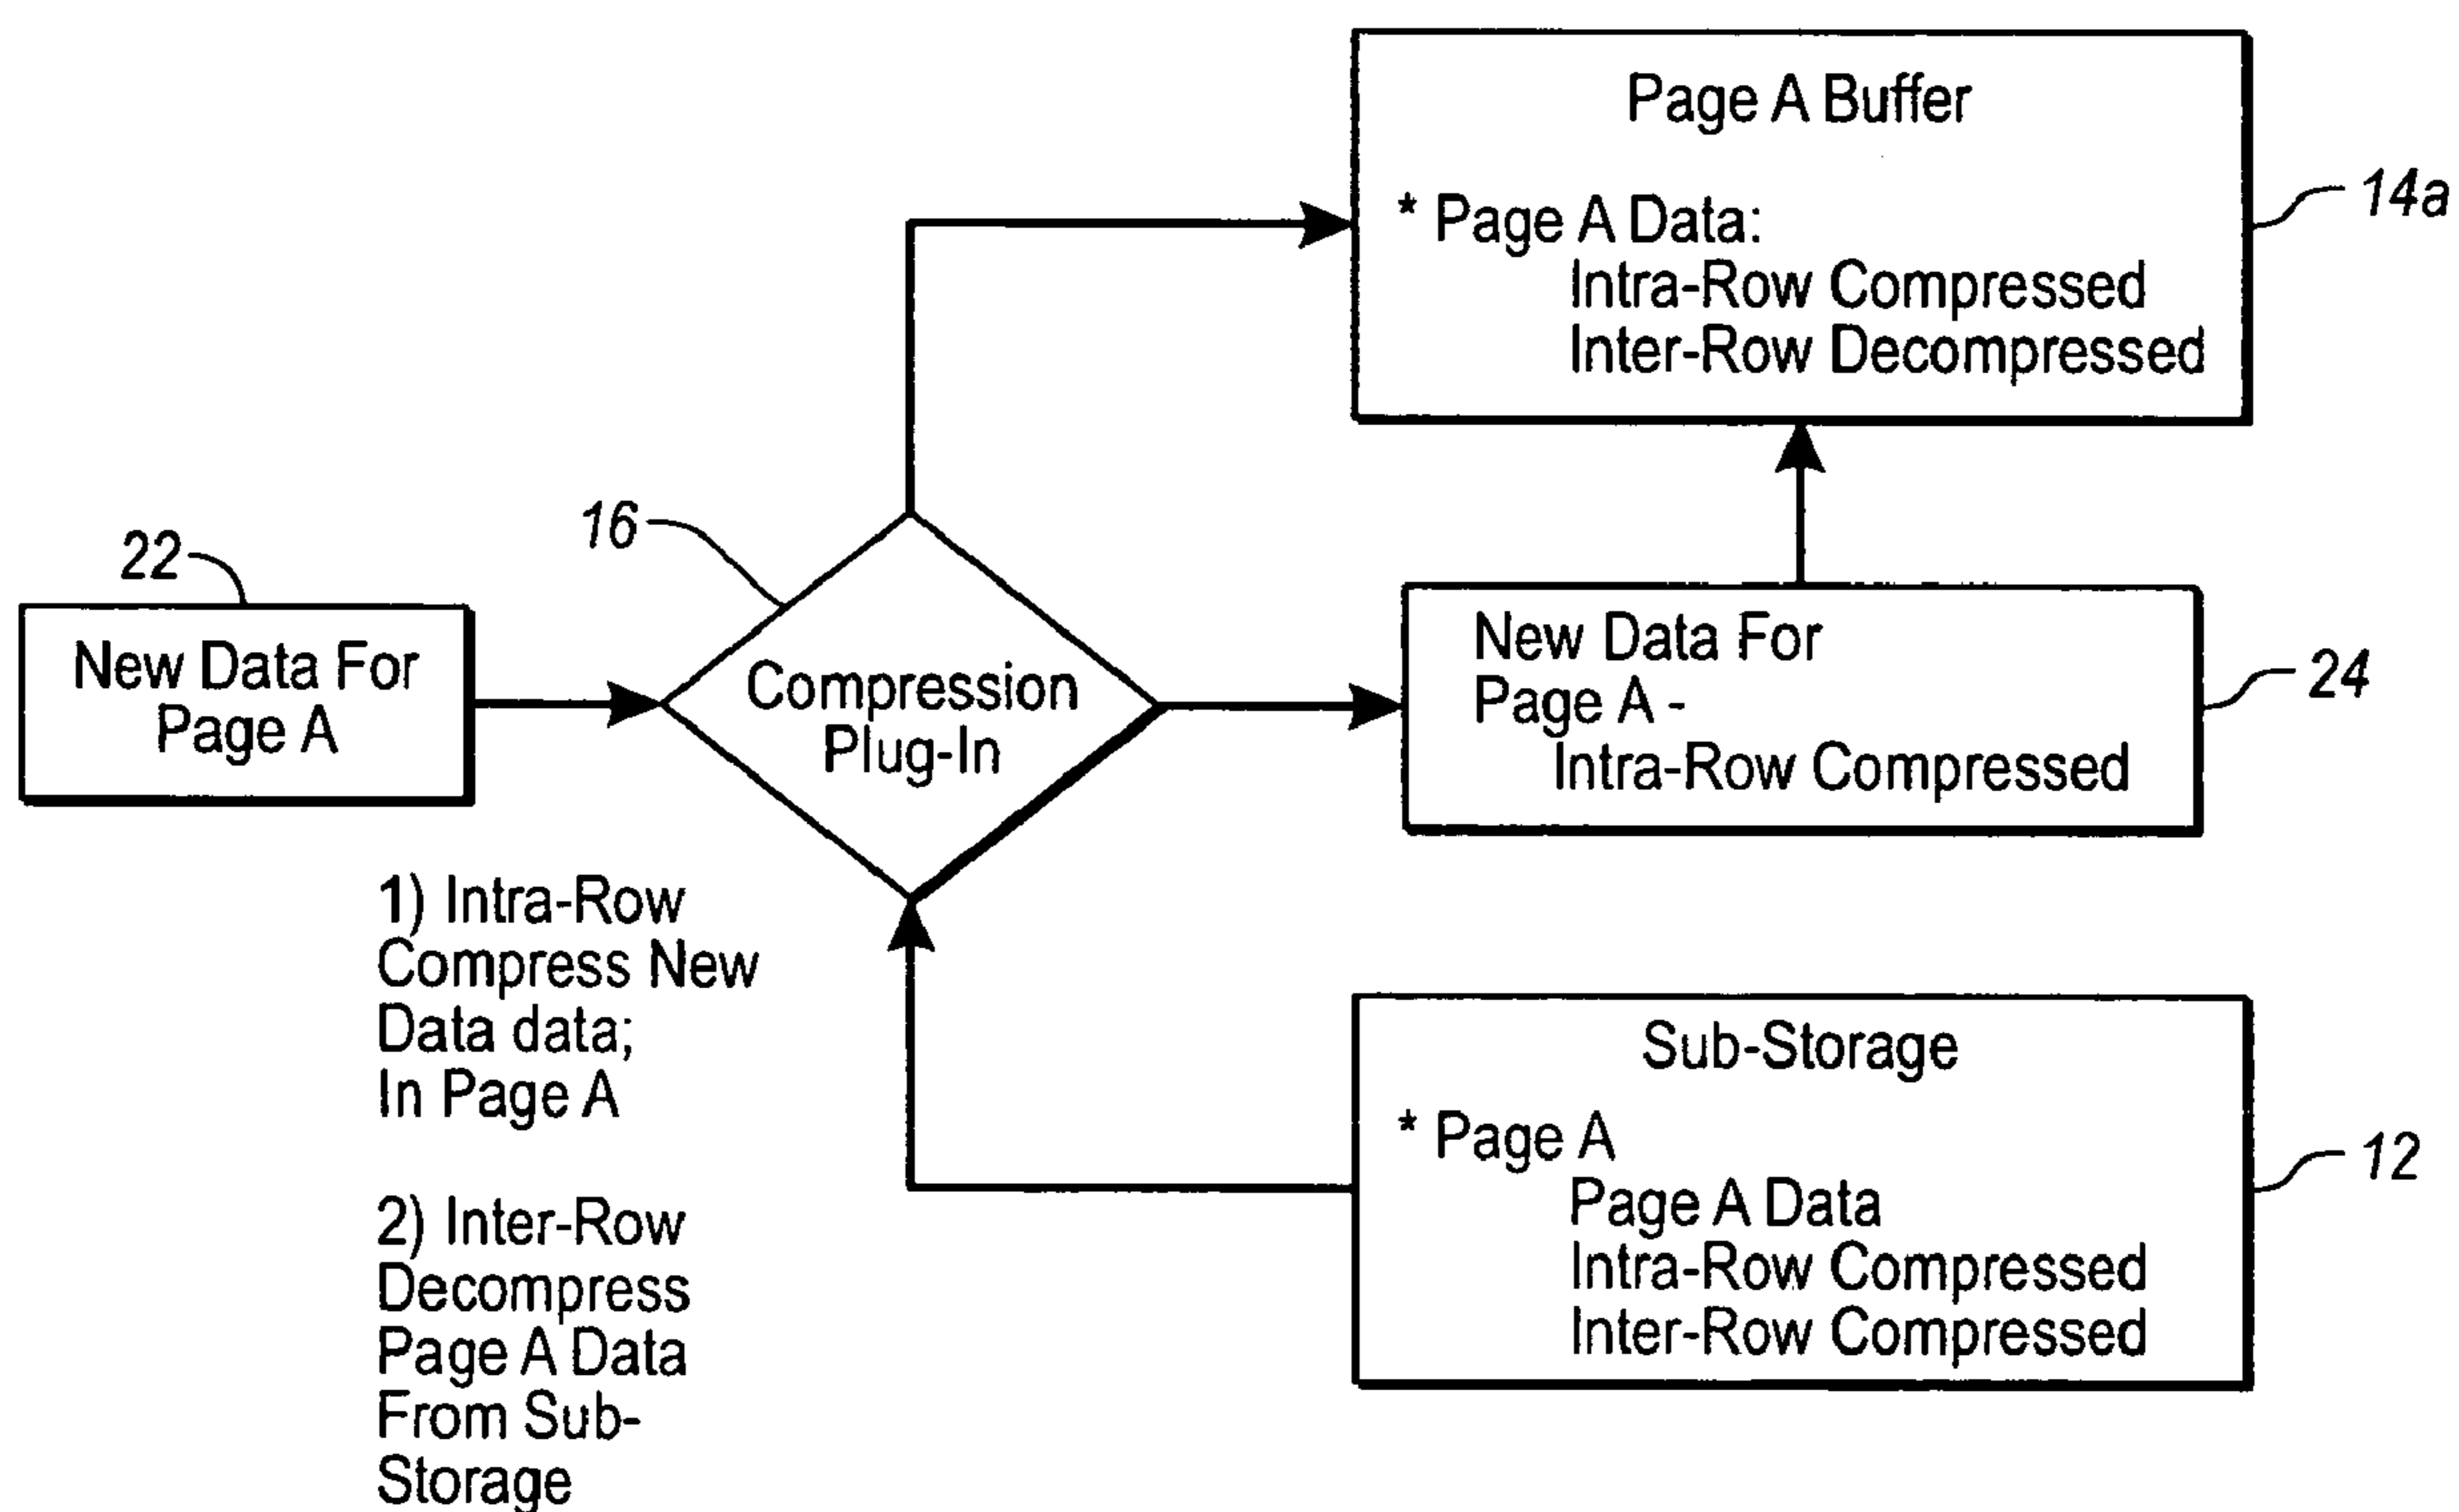 Page A Buffer
* Page A Data:
Intra-Row Compressed
Inter-Row Decompressed
14a
16
22
New Data For
Page A
Compression
Plug-In
New Data For
Page A -
Intra-Row Compressed
24
1) Intra-Row
Compress New
Data data;
In Page A
2) Inter-Row
Decompress
Page A Data
From Sub-
Storage
Sub-Storage
* Page A
Page A Data
Intra-Row Compressed
Inter-Row Compressed
12